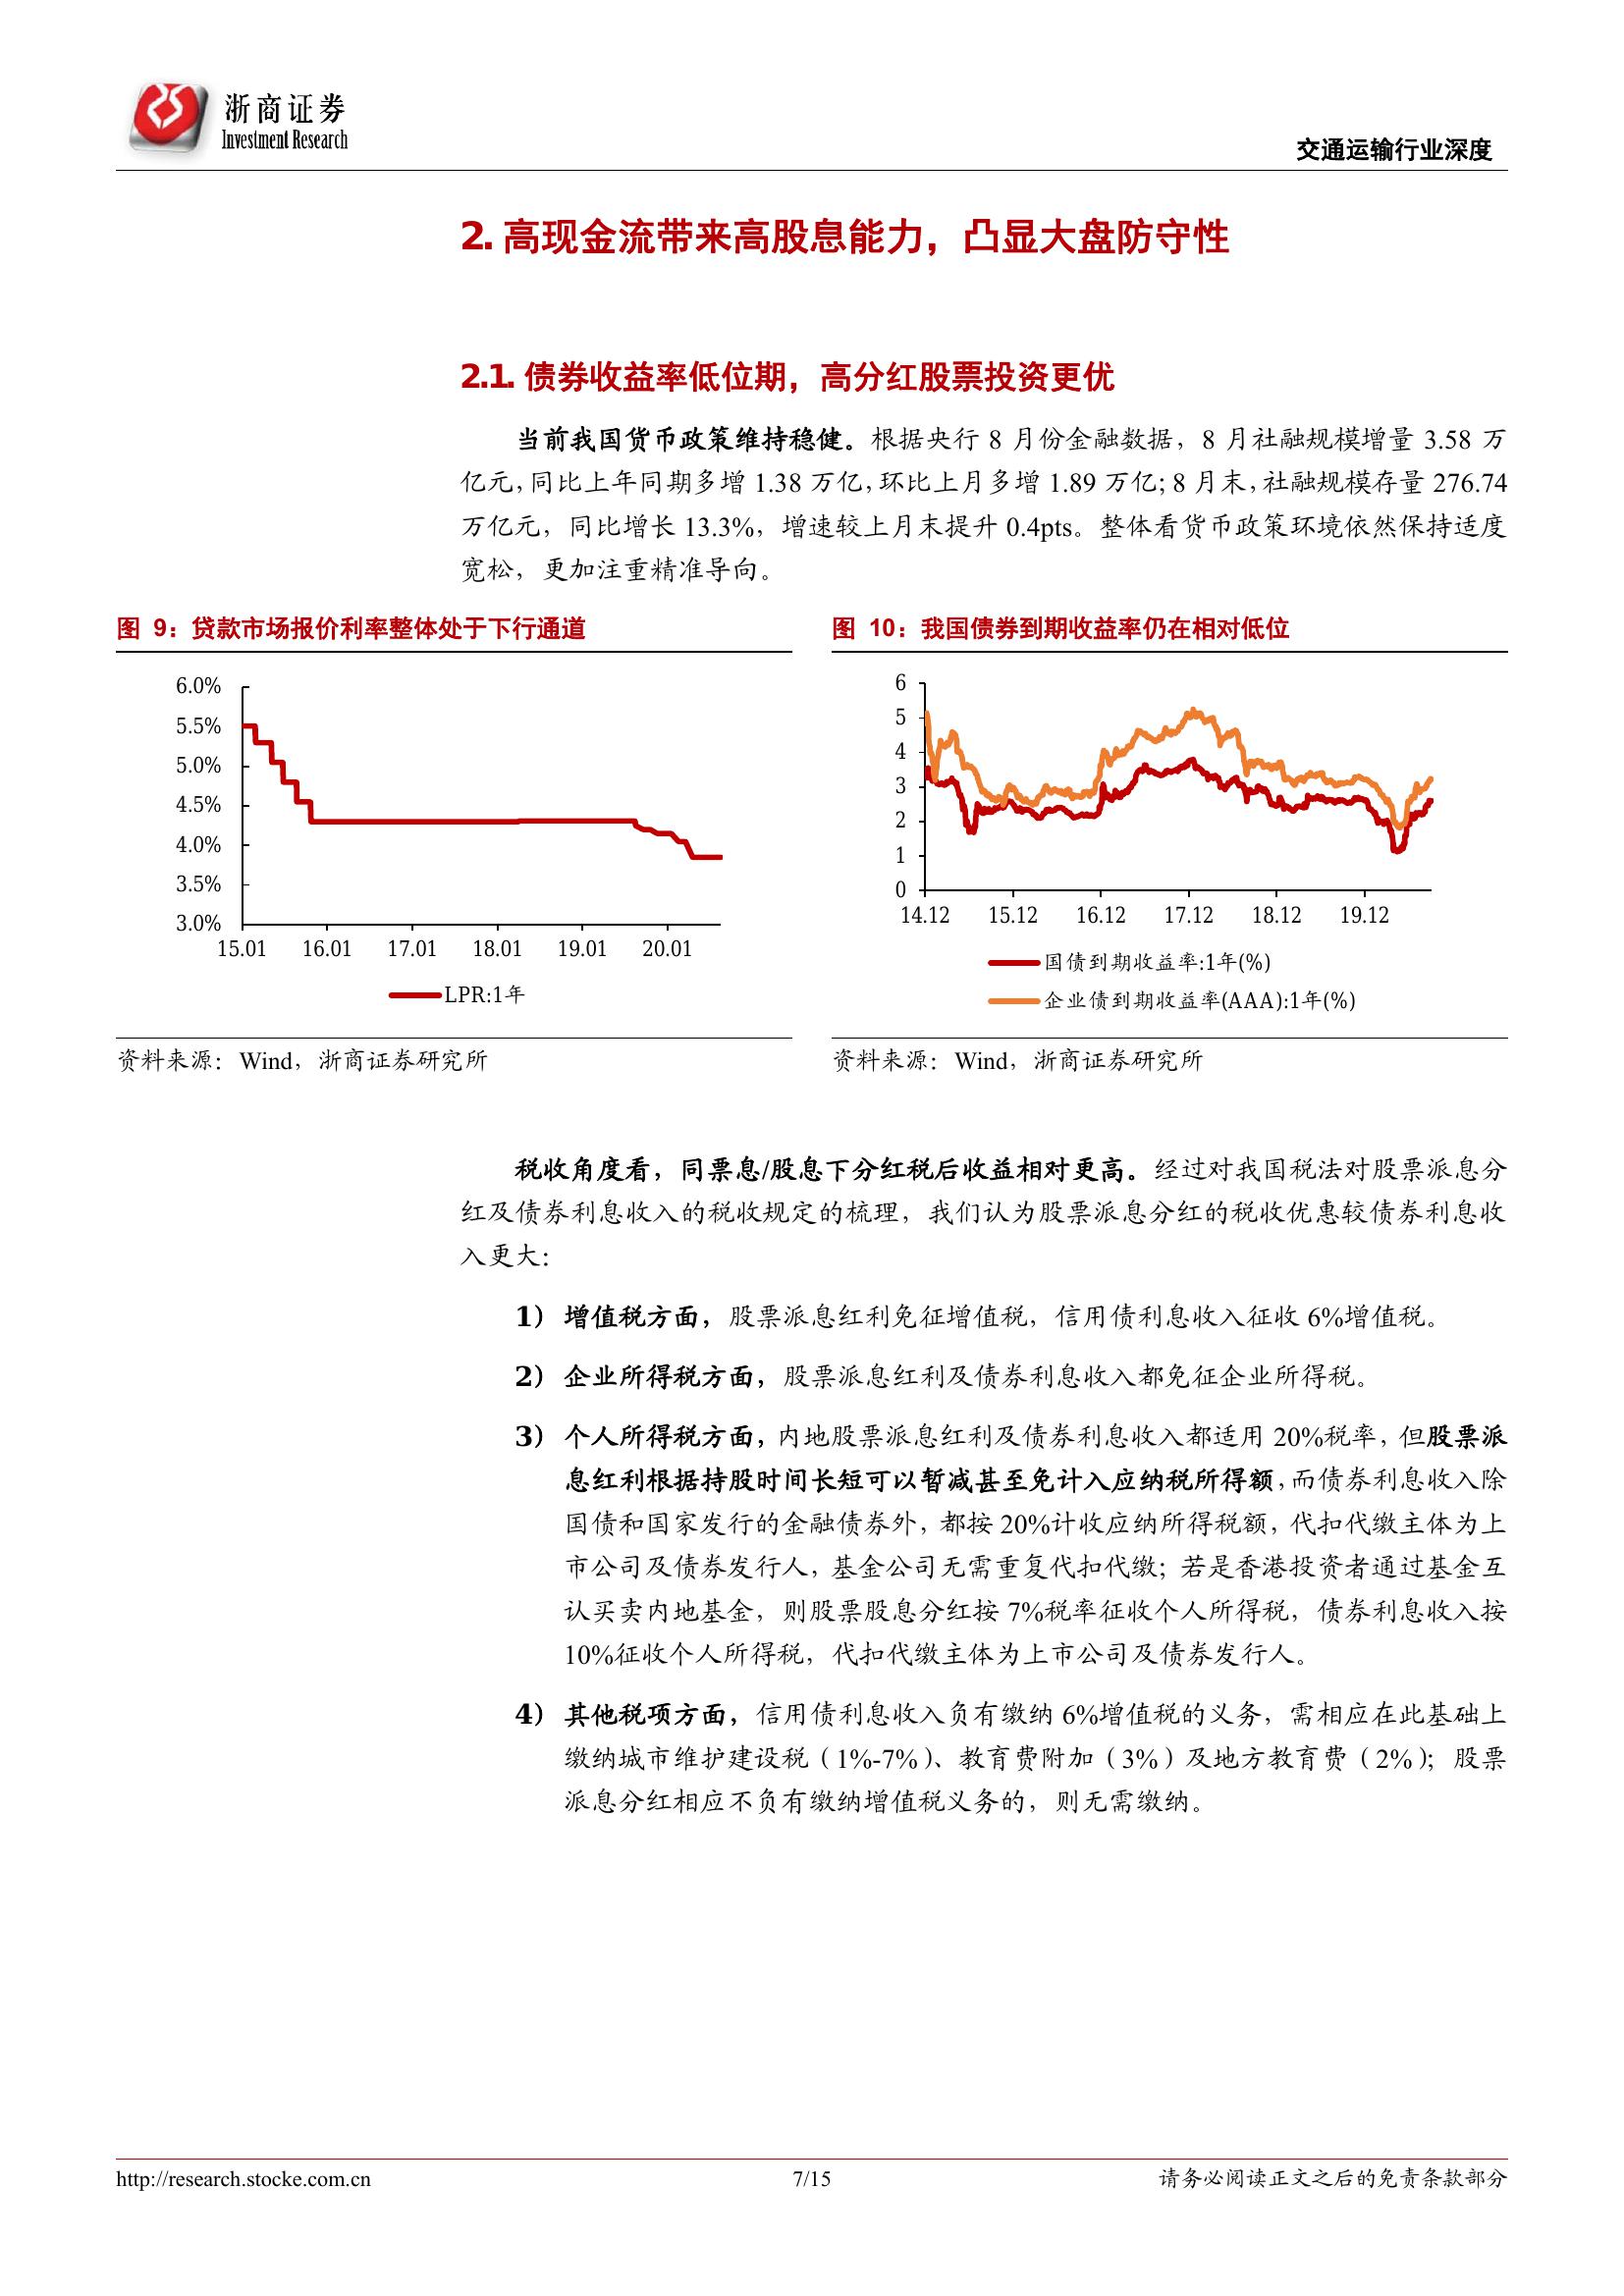 浙商证券
Investment Research
交通运输行业深度
2. 高现金流带来高股息能力，凸显大盘防守性
2.1. 债券收益率低位期，高分红股票投资更优
当前我国货币政策维持稳健。根据央行 8 月份金融数据，8 月社融规模增量 3.58 万
亿元，同比上年同期多增 1.38 万亿，环比上月多增 1.89 万亿；8 月末，社融规模存量 276.74
万亿元，同比增长 13.3%，增速较上月末提升 0.4pts。整体看货币政策环境依然保持适度
宽松，更加注重精准导向。
图 9：贷款市场报价利率整体处于下行通道
6.0%
5.5%
5.0%
4.5%
4.0%
3.5%
3.0%
15.01 16.01 17.01 18.01 19.01 20.01
LPR:1年
资料来源：Wind，浙商证券研究所
图 10：我国债券到期收益率仍在相对低位
6
5
4
3
2
1
0
14.12 15.12 16.12 17.12 18.12 19.12
国债到期收益率:1年(%)
企业债到期收益率(AAA):1年(%)
资料来源：Wind，浙商证券研究所
税收角度看，同票息/股息下分红税后收益相对更高。经过对我国税法对股票派息分
红及债券利息收入的税收规定的梳理，我们认为股票派息分红的税收优惠较债券利息收
入更大：
1） 增值税方面，股票派息红利免征增值税，信用债利息收入征收 6%增值税。
2） 企业所得税方面，股票派息红利及债券利息收入都免征企业所得税。
3） 个人所得税方面，内地股票派息红利及债券利息收入都适用 20%税率，但股票派
息红利根据持股时间长短可以暂减甚至免计入应纳税所得额，而债券利息收入除
国债和国家发行的金融债券外，都按 20%计收应纳所得税额，代扣代缴主体为上
市公司及债券发行人，基金公司无需重复代扣代缴；若是香港投资者通过基金互
认买卖内地基金，则股票股息分红按 7%税率征收个人所得税，债券利息收入按
10%征收个人所得税，代扣代缴主体为上市公司及债券发行人。
4） 其他税项方面，信用债利息收入负有缴纳 6%增值税的义务，需相应在此基础上
缴纳城市维护建设税（1%-7%）、教育费附加（3%）及地方教育费（2%）；股票
派息分红相应不负有缴纳增值税义务的，则无需缴纳。
http://research.stocke.com.cn 7/15 请务必阅读正文之后的免责条款部分